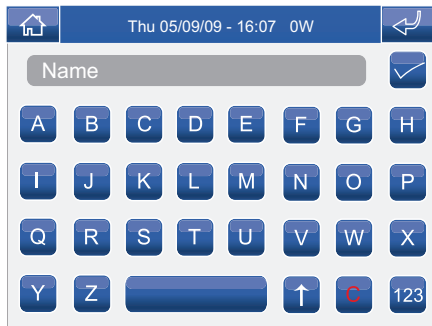 Thu 05/09/09 - 16:07 0W
Name
A B C D E F G H
I J K L M N O P
Q R S T U V W X
Y Z C 123